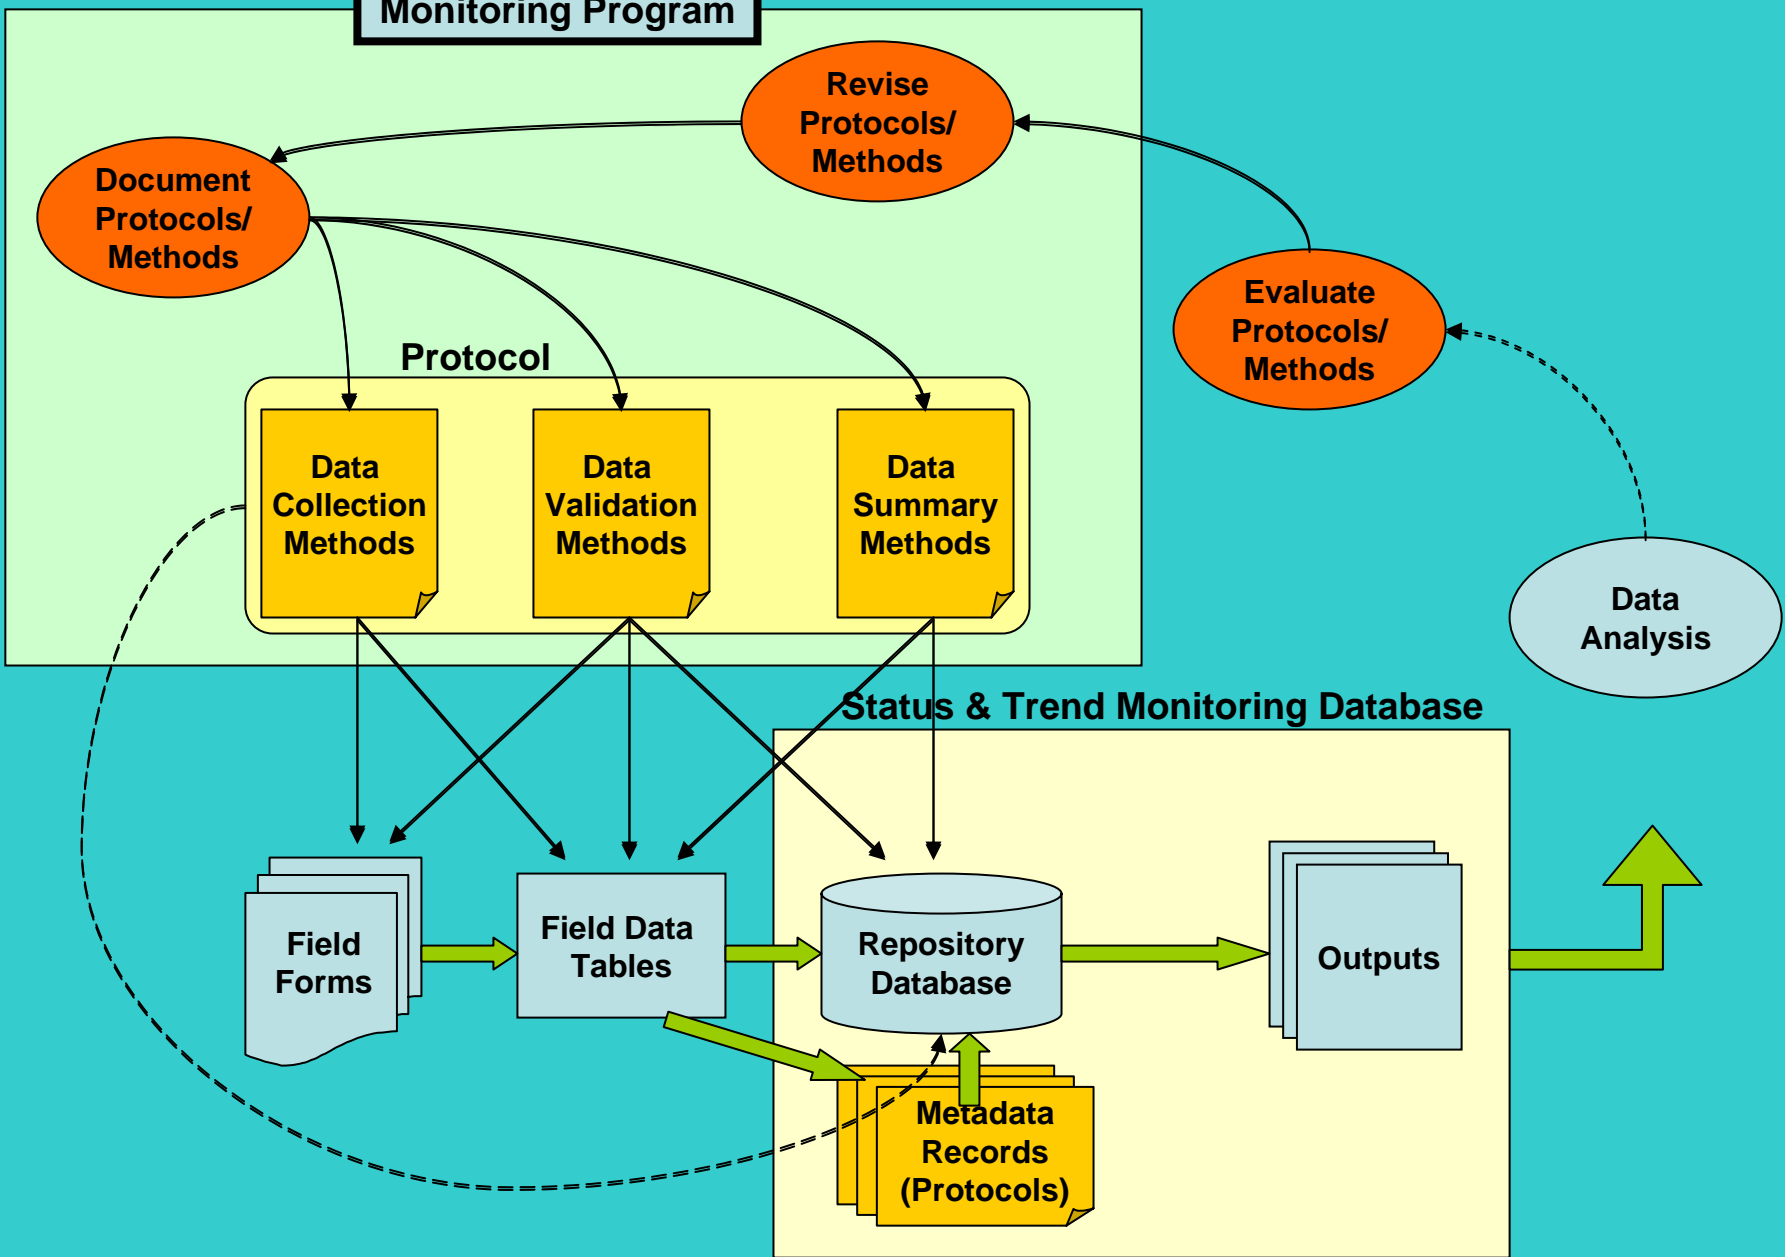 Monitoring Program
Revise
Protocols/
Methods
Document
Protocols/
Methods
Evaluate
Protocols/
Methods
Protocol
Data
Collection
Methods
Data
Validation
Methods
Data
Summary
Methods
Data
Analysis
Status & Trend Monitoring Database
Field
Forms
Field Data
Tables
Repository
Database
Outputs
Metadata
Records
(Protocols)